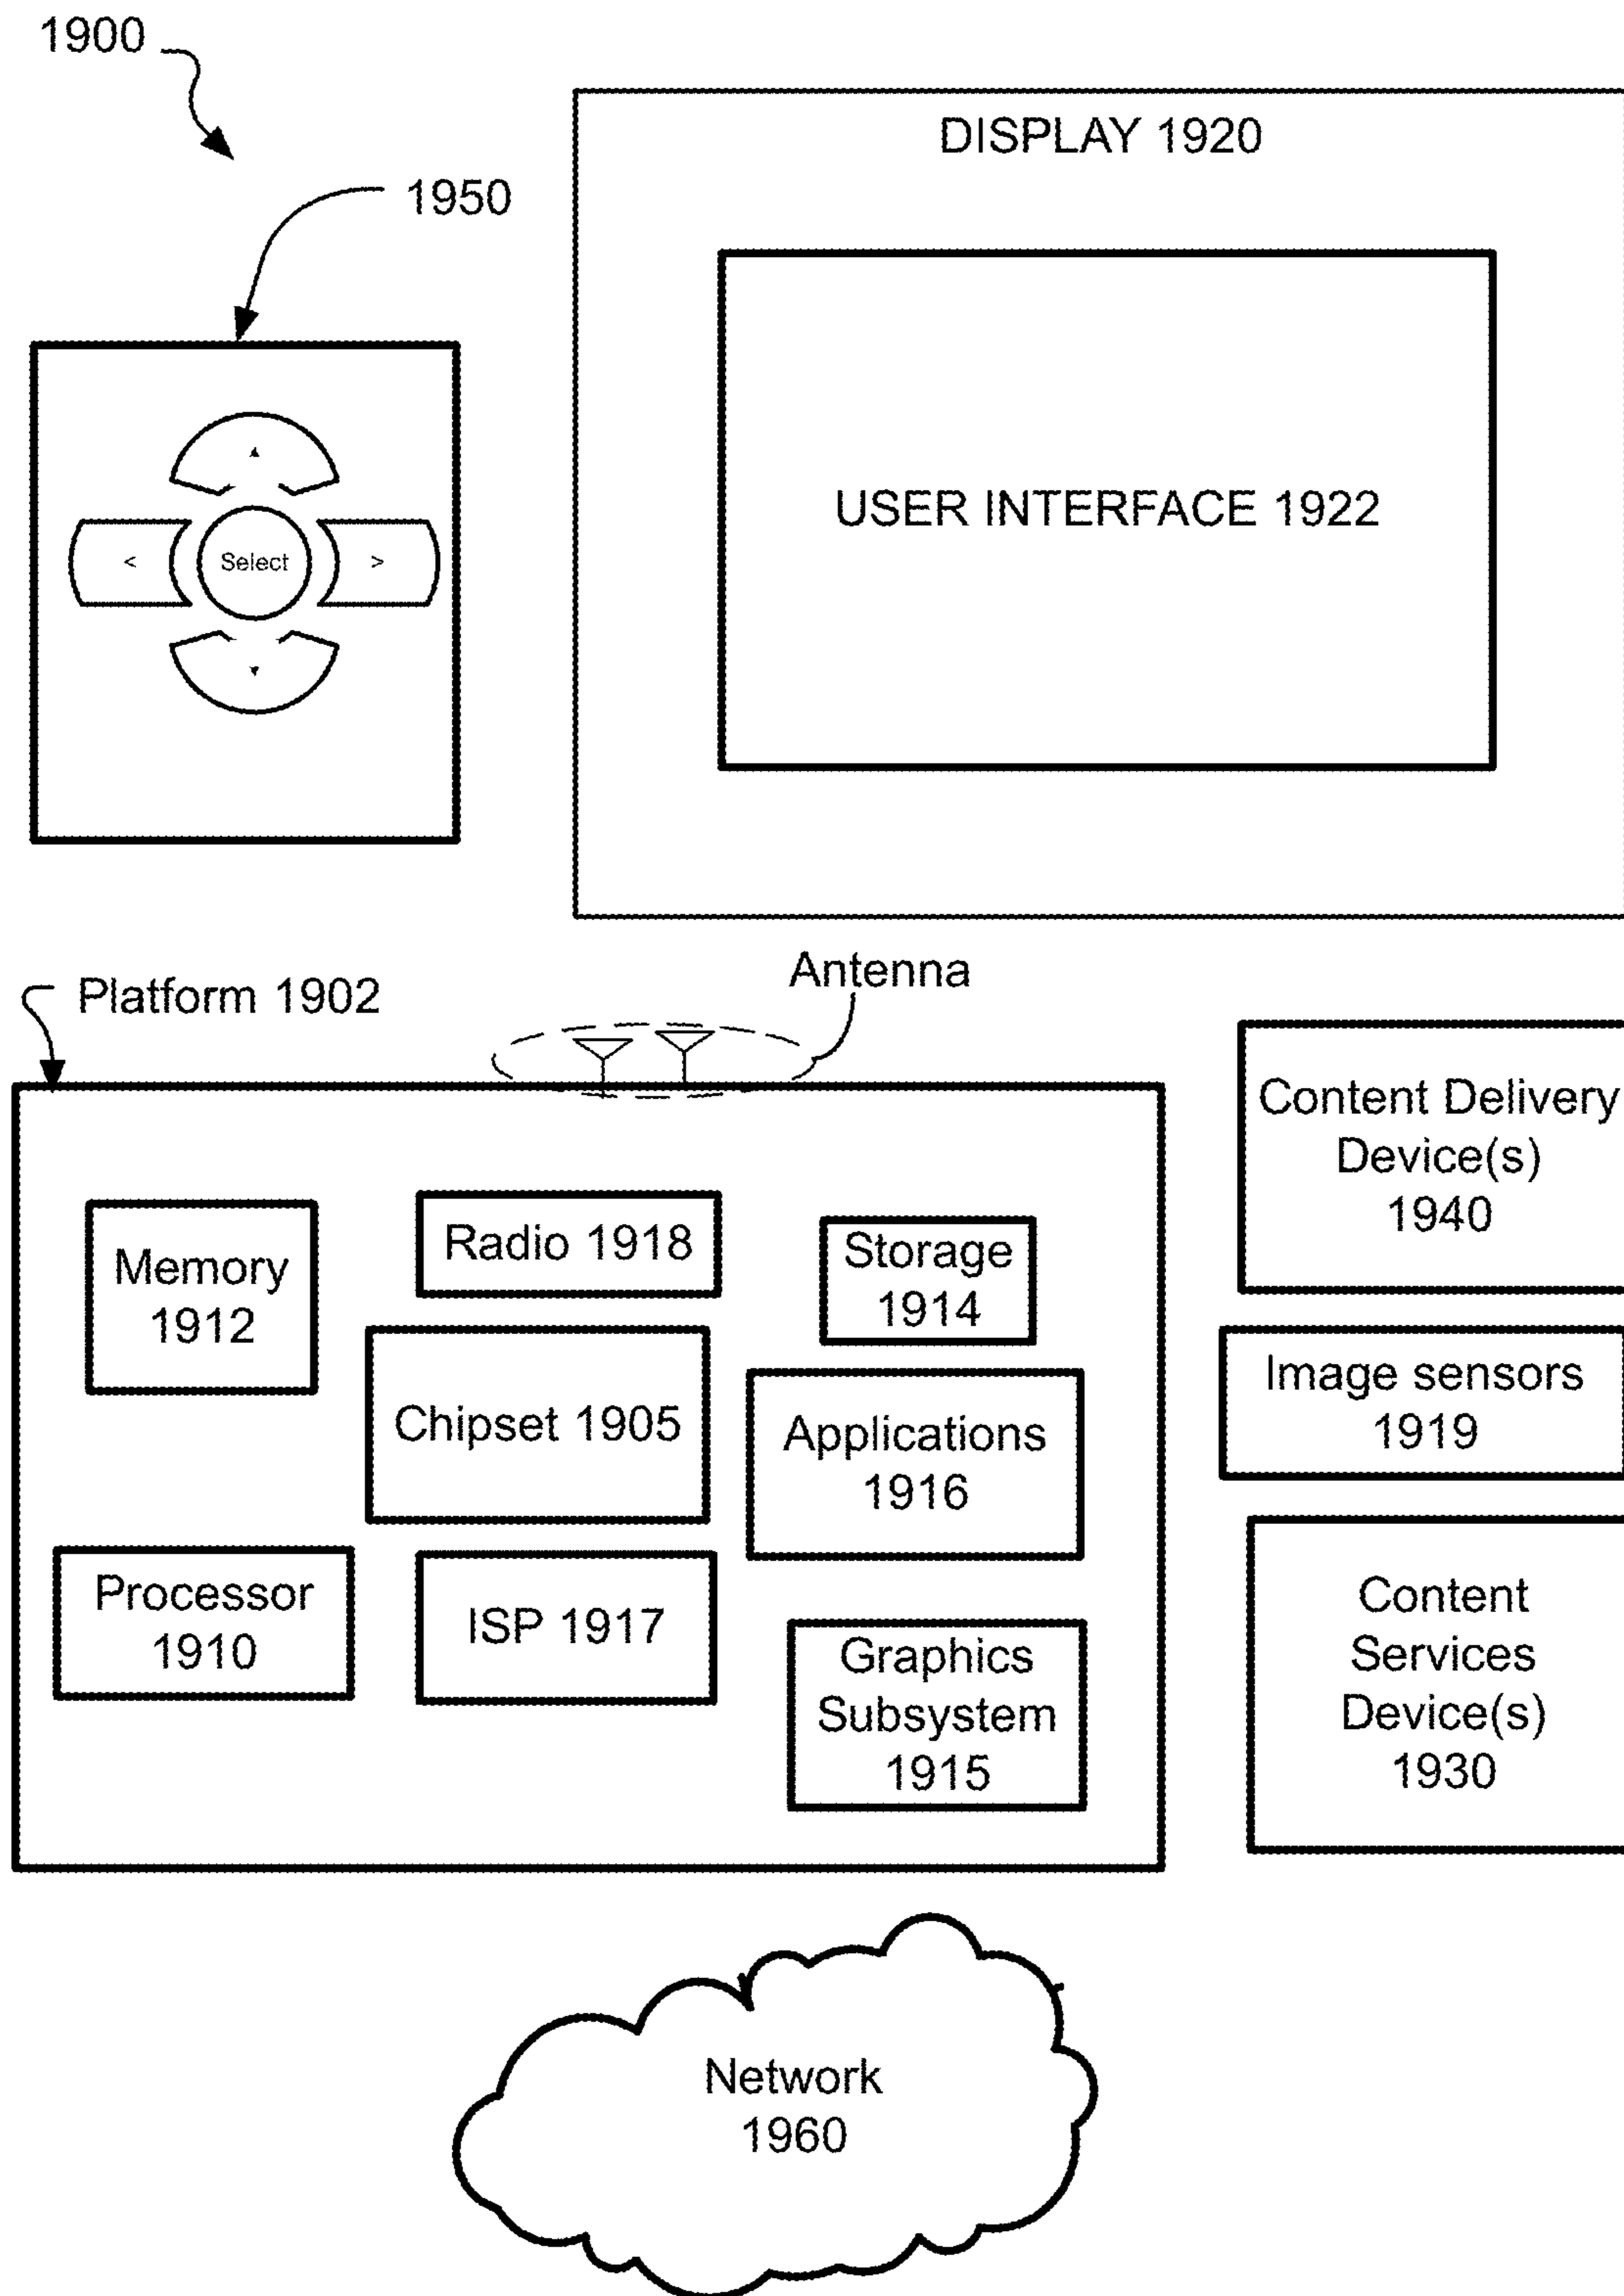 1900
DISPLAY 1920
1950
USER INTERFACE 1922
<
Select
>
Antenna
Platform 1902
Content Delivery
Device(s)
1940
Memory
1912
Radio 1918
Storage
1914
Chipset 1905
Applications
1916
Image sensors
1919
Processor
1910
ISP 1917
Graphics
Subsystem
1915
Content
Services
Device(s)
1930
Network
1960